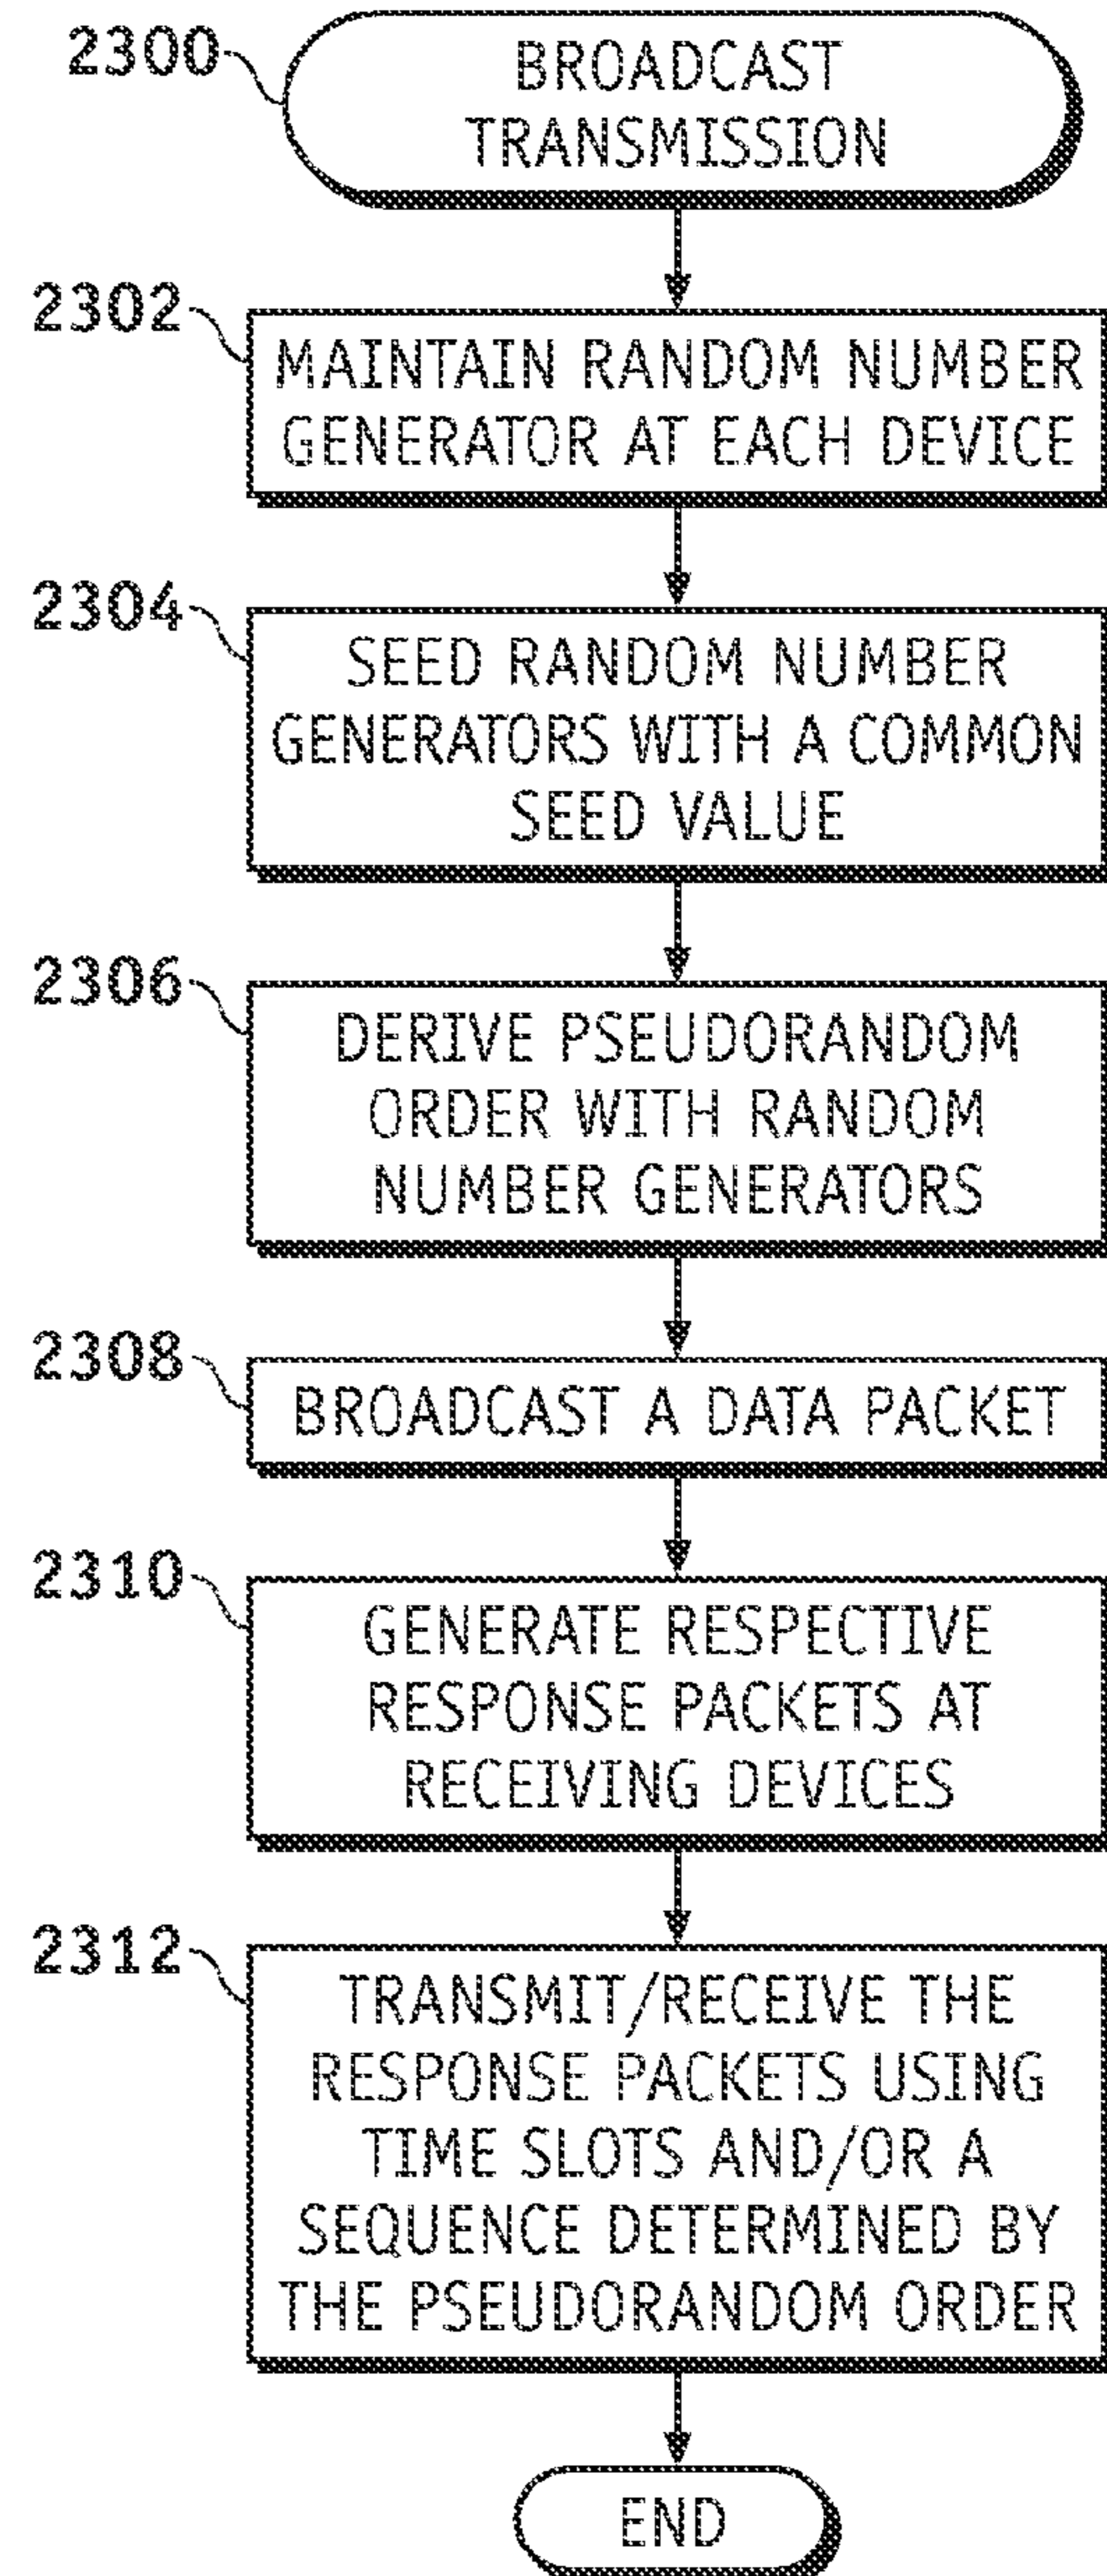 2300
BROADCAST
TRANSMISSION
2302
MAINTAIN RANDOM NUMBER
GENERATOR AT EACH DEVICE
2304
SEED RANDOM NUMBER
GENERATORS WITH A COMMON
SEED VALUE
2306
DERIVE PSEUDORANDOM
ORDER WITH RANDOM
NUMBER GENERATORS
2308
BROADCAST A DATA PACKET
2310
GENERATE RESPECTIVE
RESPONSE PACKETS AT
RECEIVING DEVICES
2312
TRANSMIT/RECEIVE THE
RESPONSE PACKETS USING
TIME SLOTS AND/OR A
SEQUENCE DETERMINED BY
THE PSEUDORANDOM ORDER
END